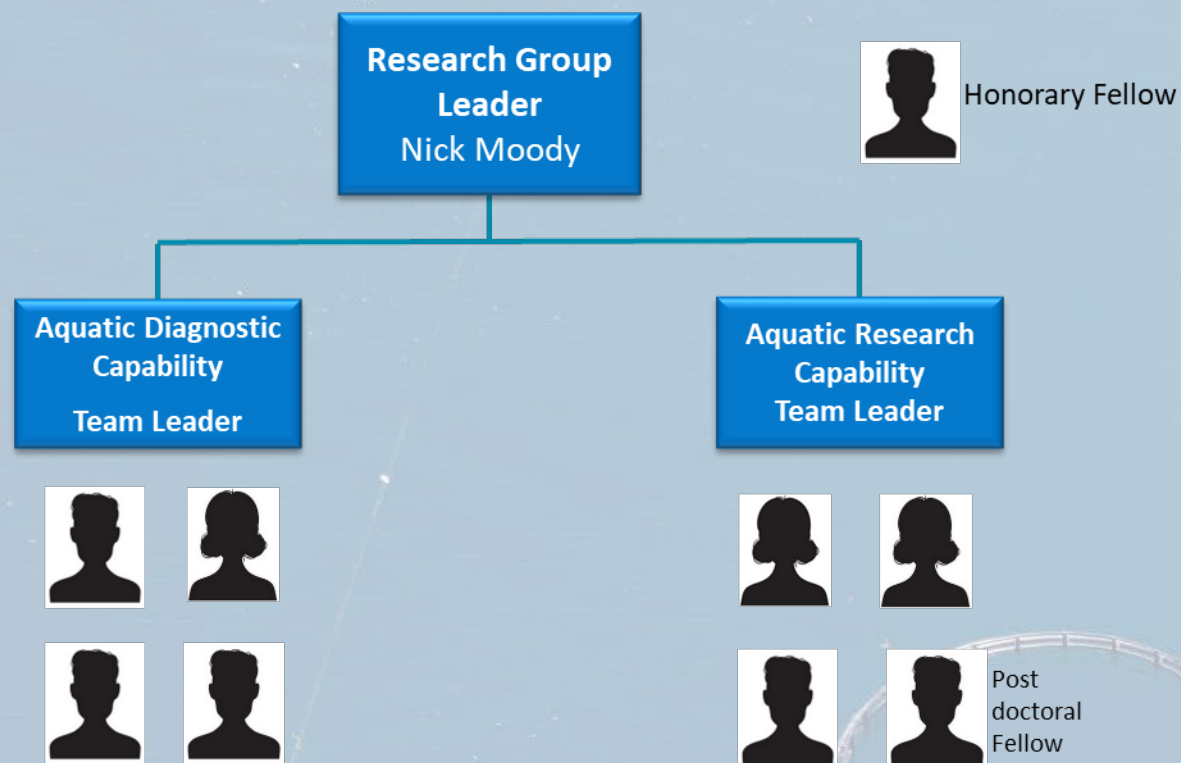 Research Group
Leader
Nick Moody
Honorary Fellow
Aquatic Diagnostic
Capability
Team Leader
Aquatic Research
Capability
Team Leader
Post
doctoral
Fellow